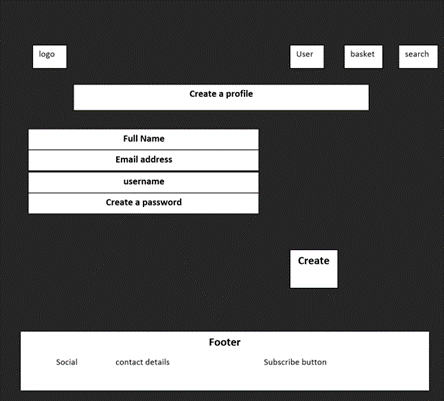 logo User basket search
Create a profile
Full Name
Email address
username
Create a password
Create
Footer
Social contact details Subscribe button